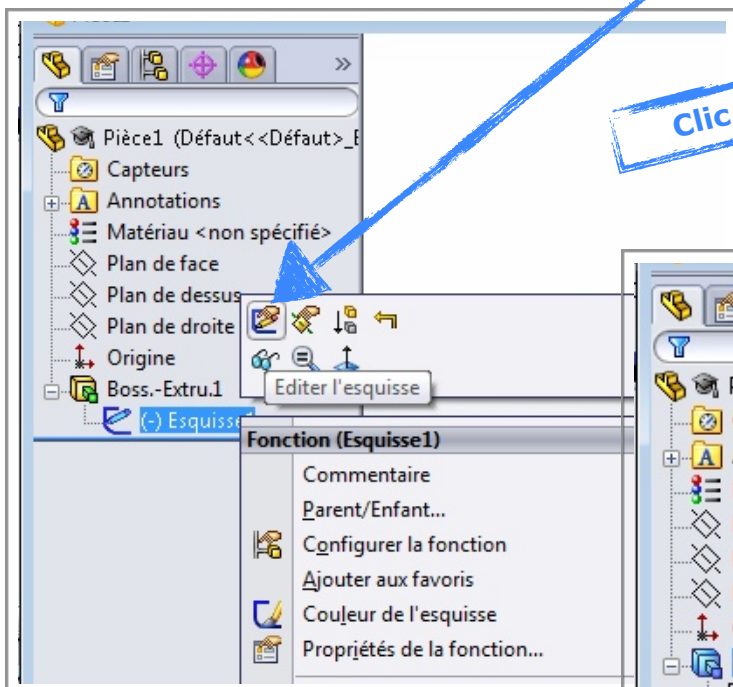 Clic
Pièce1 (Défaut<<Défaut>_E
Capteurs
Annotations
Matériau <non spécifié>
Plan de face
Plan de dessus
Plan de droite
Origine
Editer l'esquisse
Boss.-Extru.1
(-) Esquisse1
Fonction (Esquisse1)
Commentaire
Parent/Enfant...
Configurer la fonction
Ajouter aux favoris
Couleur de l'esquisse
Propriétés de la fonction...